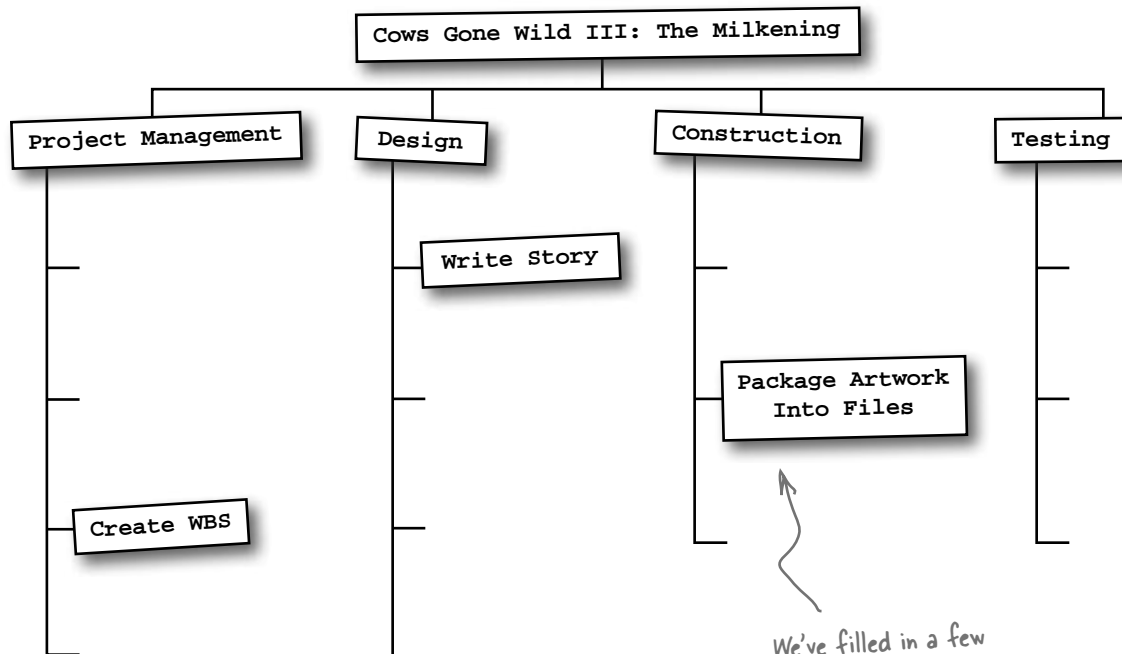 Cows Gone Wild III: The Milkening
Project Management
Design
Construction
Testing
Write Story
Package Artwork
Into Files
Create WBS
We've filled in a few